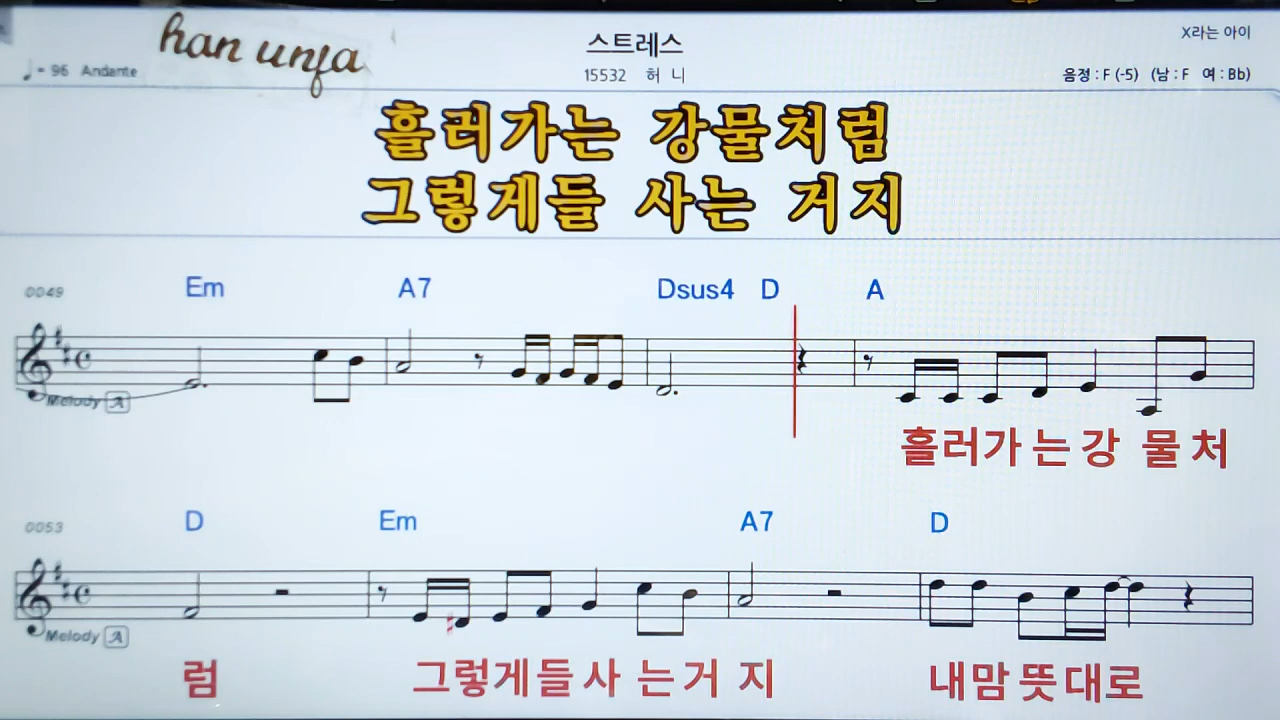 han unja
스트레스
X라는 아이
♩= 96 Andante
15532 허 니
음정 : F (-5) (남 : F 여 : Bb)
흘러가는 강물처럼
그렇게들 사는 거지
0049
Em A7 Dsus4 D A
Melody A
흘러가 는 강 물 처
0053
D Em A7 D
Melody A
럼 그렇게들 사 는 거 지 내맘 뜻 대로